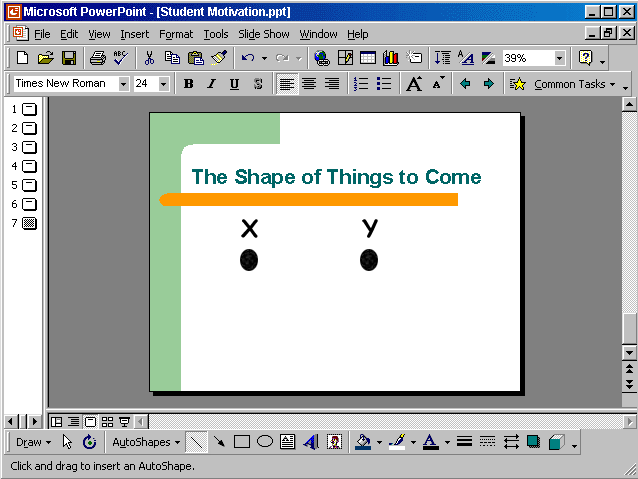 Microsoft PowerPoint - [Student Motivation.ppt]
File Edit View Insert Format Tools Slide Show Window Help
39%
Times New Roman 24 B I U S A A Common Tasks
1
2
3
4
5
6
7
The Shape of Things to Come
X Y
Draw AutoShapes
Click and drag to insert an AutoShape.